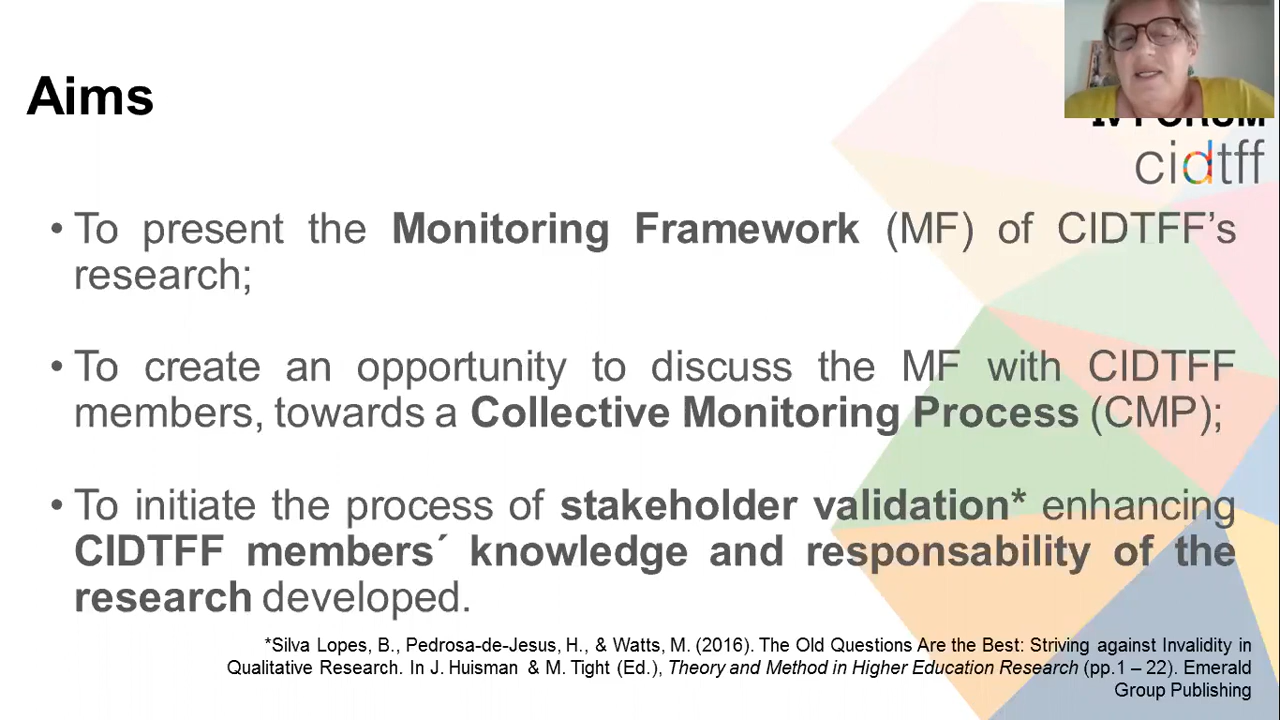 Aims
IV FORUM
cidtff
• To present the Monitoring Framework (MF) of CIDTFF’s
research;
• To create an opportunity to discuss the MF with CIDTFF
members, towards a Collective Monitoring Process (CMP);
• To initiate the process of stakeholder validation* enhancing
CIDTFF members´ knowledge and responsability of the
research developed.
*Silva Lopes, B., Pedrosa-de-Jesus, H., & Watts, M. (2016). The Old Questions Are the Best: Striving against Invalidity in
Qualitative Research. In J. Huisman & M. Tight (Ed.), Theory and Method in Higher Education Research (pp.1 – 22). Emerald
Group Publishing